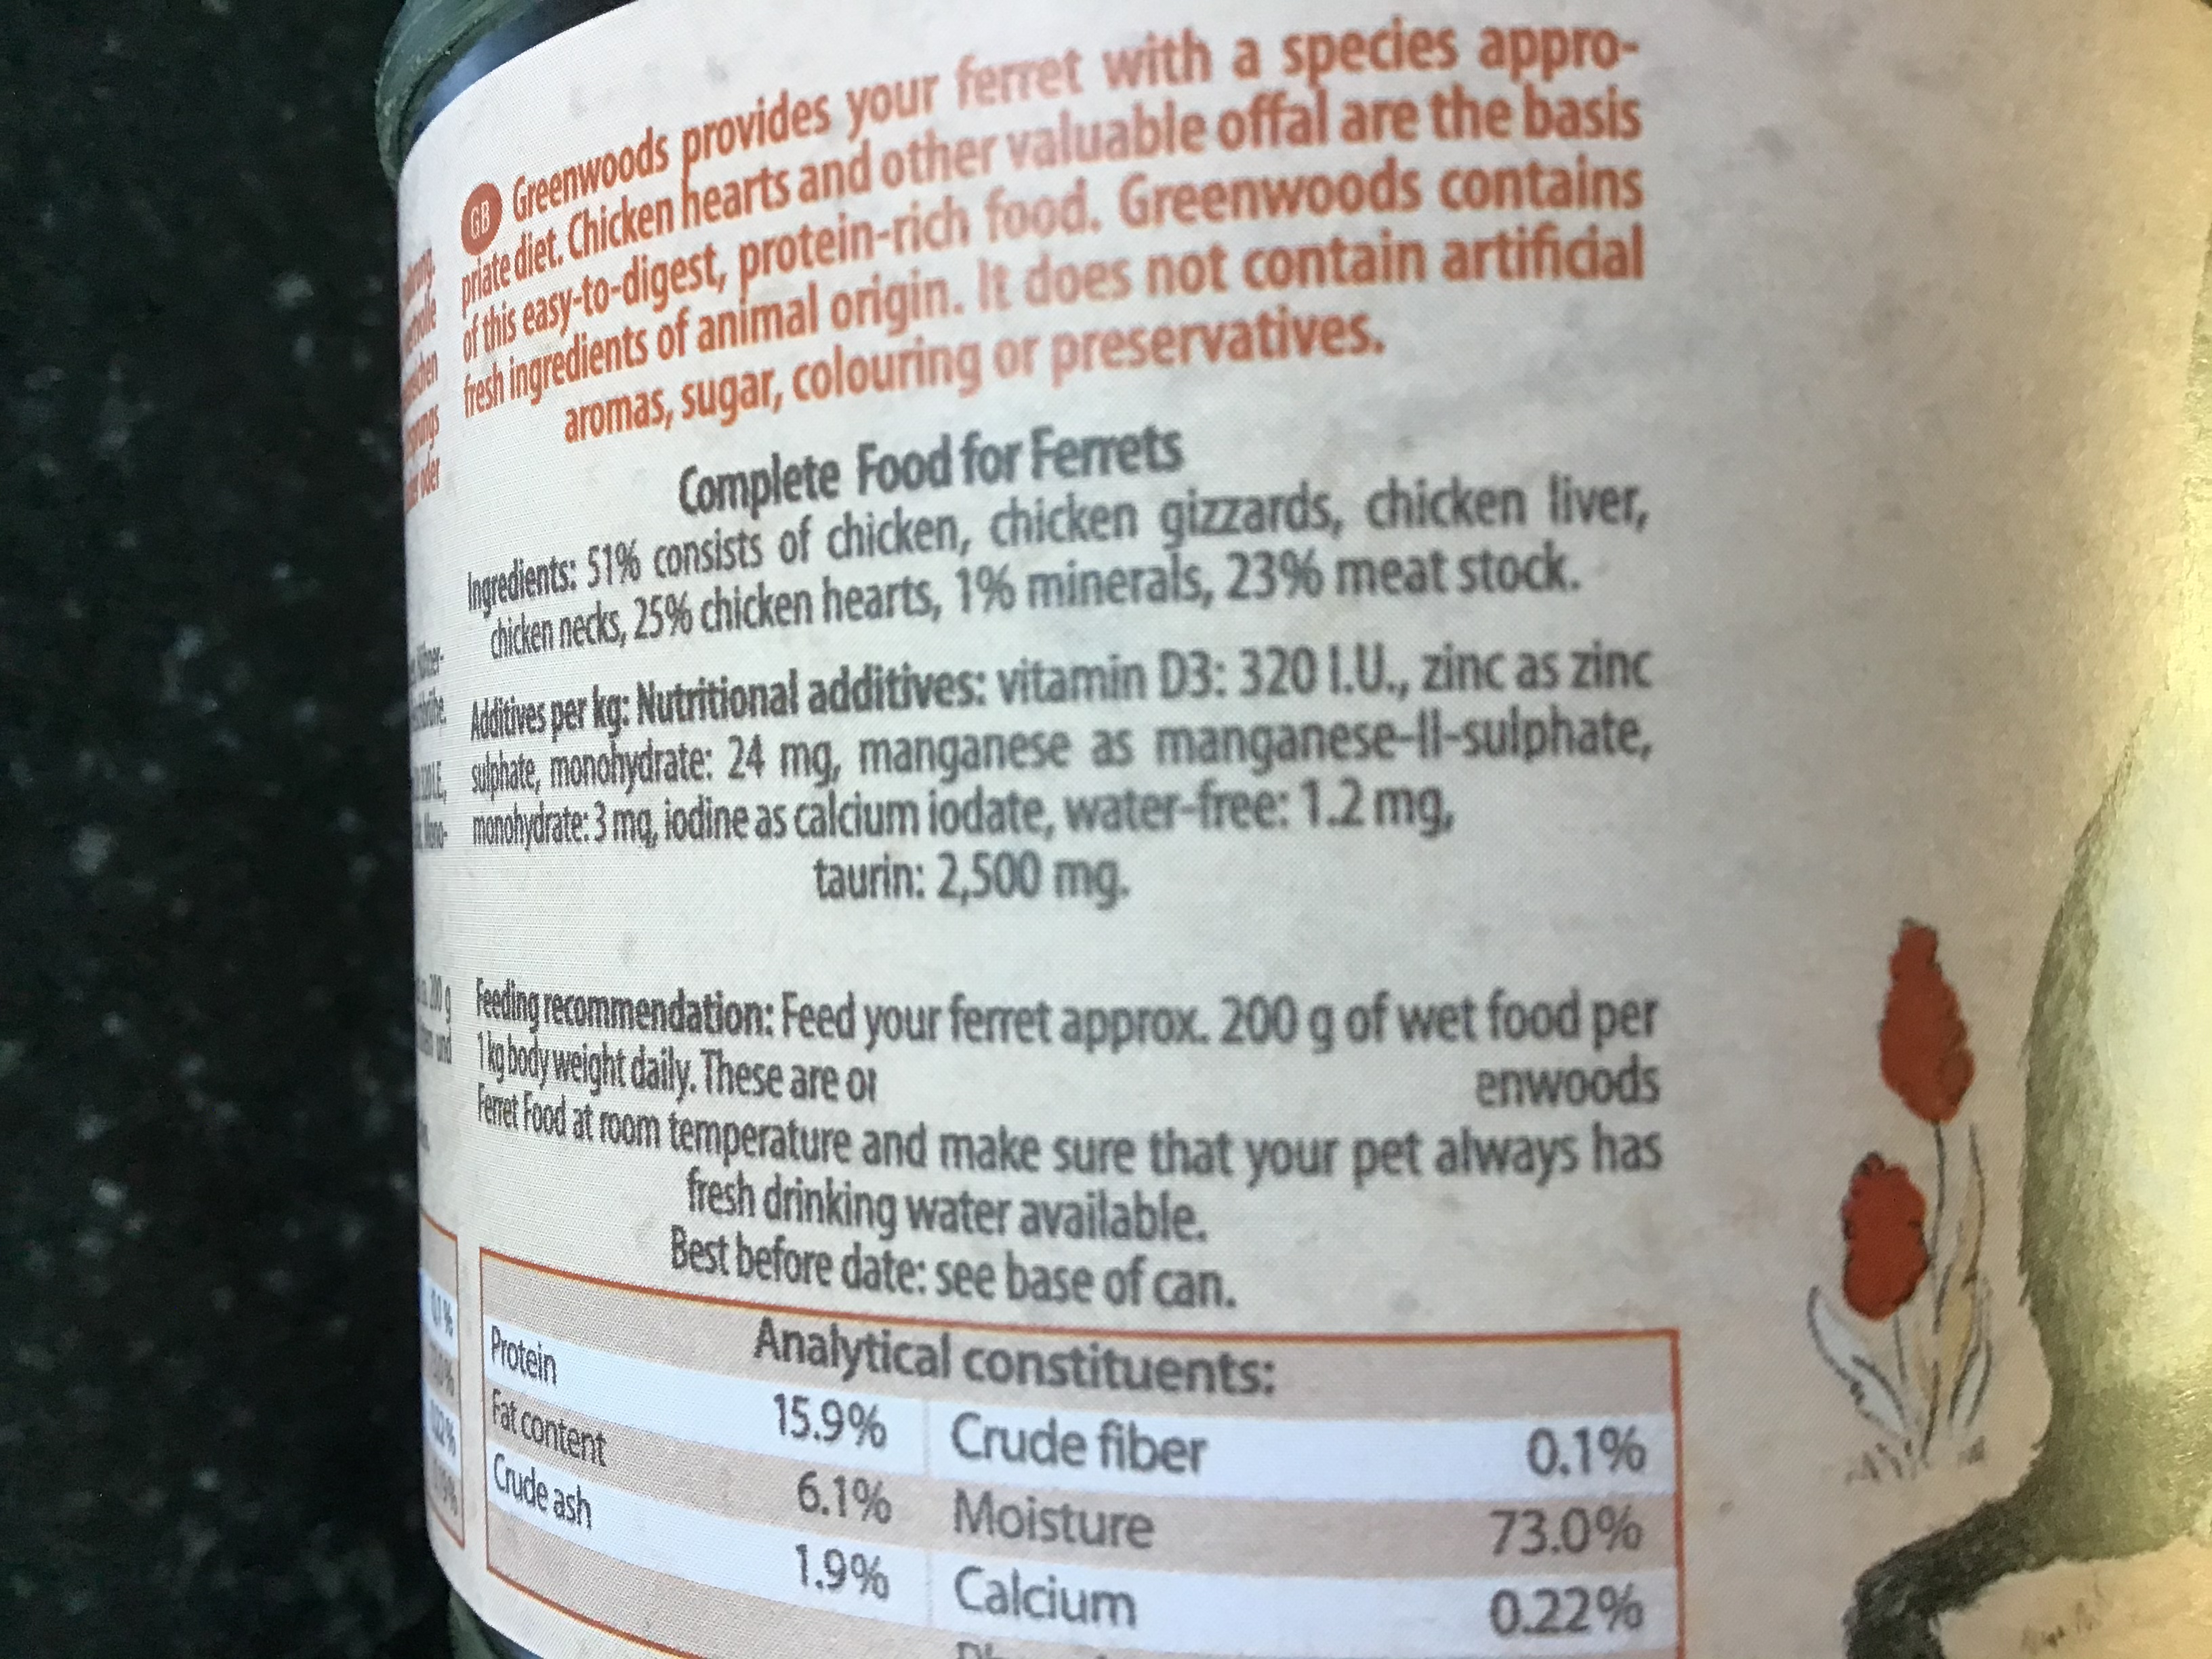 GB Greenwoods provides your ferret with a species appro-
priate diet. Chicken hearts and other valuable offal are the basis
of this easy-to-digest, protein-rich food. Greenwoods contains
fresh ingredients of animal origin. It does not contain artificial
aromas, sugar, colouring or preservatives.
Complete Food for Ferrets
Ingredients: 51% consists of chicken, chicken gizzards, chicken liver,
chicken necks, 25% chicken hearts, 1% minerals, 23% meat stock.
Additives per kg: Nutritional additives: vitamin D3: 320 I.U., zinc as zinc
sulphate, monohydrate: 24 mg, manganese as manganese-II-sulphate,
monohydrate: 3 mg, iodine as calcium iodate, water-free: 1.2 mg,
taurin: 2,500 mg.
Feeding recommendation: Feed your ferret approx. 200 g of wet food per
1 kg body weight daily. These are enwoods
Ferret Food at room temperature and make sure that your pet always has
fresh drinking water available.
Best before date: see base of can.
Analytical constituents:
Protein 15.9% Crude fiber 0.1%
Fat content 6.1% Moisture 73.0%
Crude ash 1.9% Calcium 0.22%
oder
200 g
und
0.1%